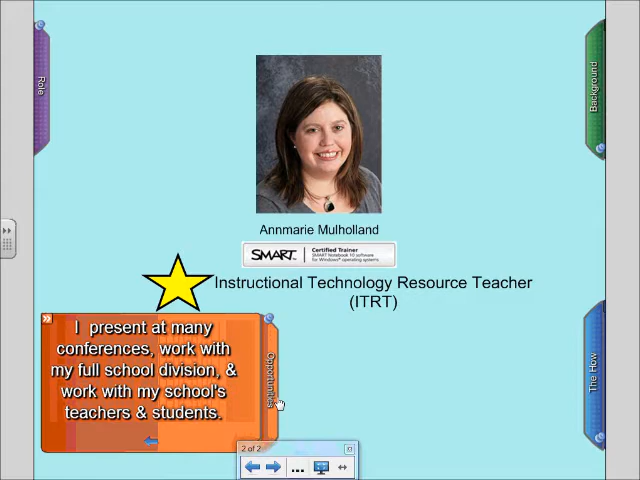 Role
Background
Annmarie Mulholland
SMART
Certified Trainer
SMART Notebook 10 software
for Windows® operating systems
Instructional Technology Resource Teacher
(ITRT)
I present at many
conferences, work with
my full school division, &
work with my school's
teachers & students.
Opportunities
The How
2 of 2
...